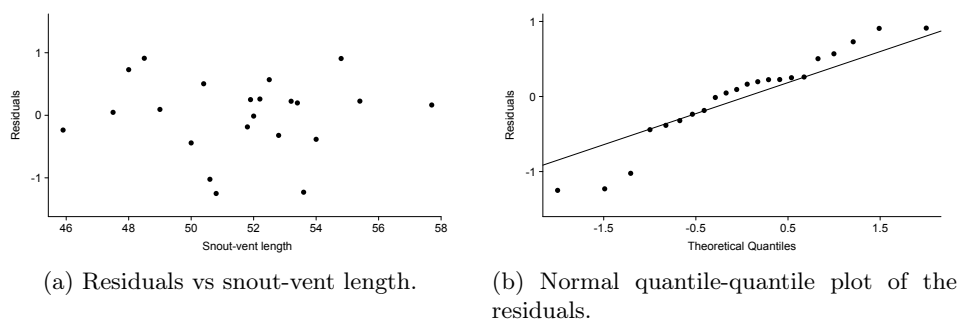 1
0
-1
Residuals
46 48 50 52 54 56 58
Snout-vent length
(a) Residuals vs snout-vent length.
1
0
-1
Residuals
-1.5 -0.5 0.5 1.5
Theoretical Quantiles
(b) Normal quantile-quantile plot of the
residuals.